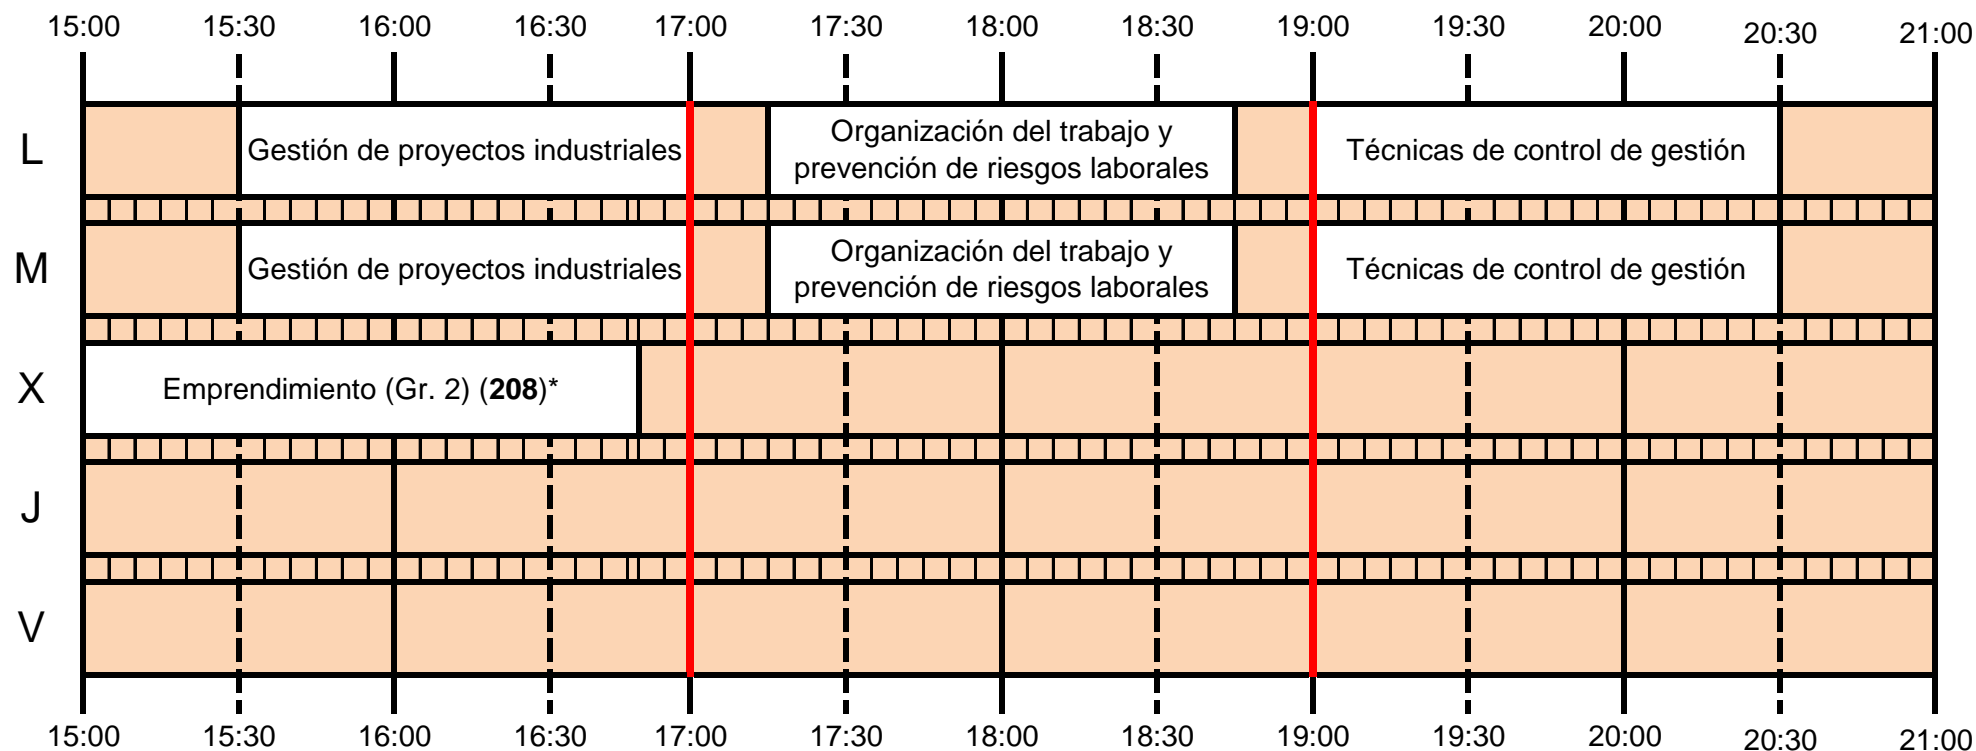 15:00 15:30 16:00 16:30 17:00 17:30 18:00 18:30 19:00 19:30 20:00 20:30 21:00
L
Gestión de proyectos industriales
Organización del trabajo y
prevención de riesgos laborales
Técnicas de control de gestión
M
Gestión de proyectos industriales
Organización del trabajo y
prevención de riesgos laborales
Técnicas de control de gestión
X
Emprendimiento (Gr. 2) (208)*
J
V
15:00 15:30 16:00 16:30 17:00 17:30 18:00 18:30 19:00 19:30 20:00 20:30 21:00